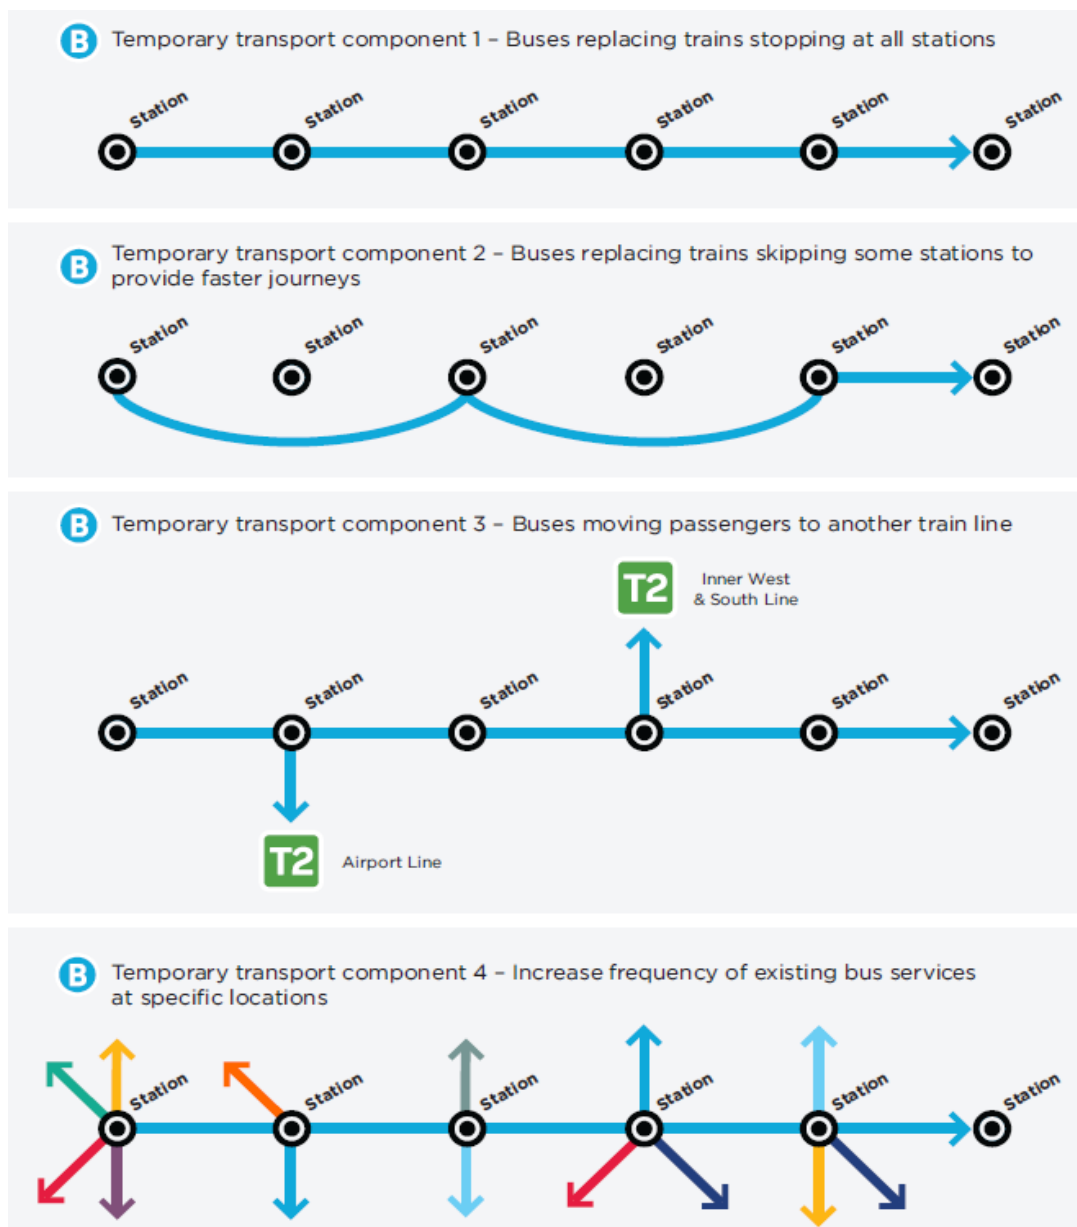 B Temporary transport component 1 – Buses replacing trains stopping at all stations
Station Station Station Station Station Station
B Temporary transport component 2 – Buses replacing trains skipping some stations to
provide faster journeys
Station Station Station Station Station Station
B Temporary transport component 3 – Buses moving passengers to another train line
T2 Inner West
& South Line
Station Station Station Station Station Station
T2 Airport Line
B Temporary transport component 4 – Increase frequency of existing bus services
at specific locations
Station Station Station Station Station Station